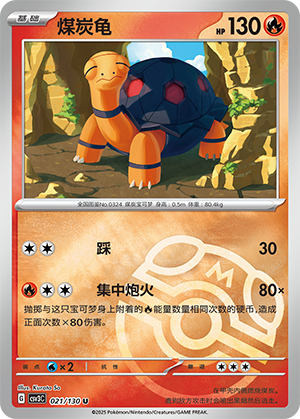 基础
煤炭龟
HP 130
全国图鉴No.0324 煤炭宝可梦 身高:0.5m 体重:80.4kg
踩 30
集中炮火 80×
抛掷与这只宝可梦身上附着的能量数量相同次数的硬币,造
成正面次数×80伤害。
M
弱点 ×2 抗性 撤退
Illus. Kurata So
G CSV3C 021/130 U
©2025 Pokémon/Nintendo/Creatures/GAME FREAK